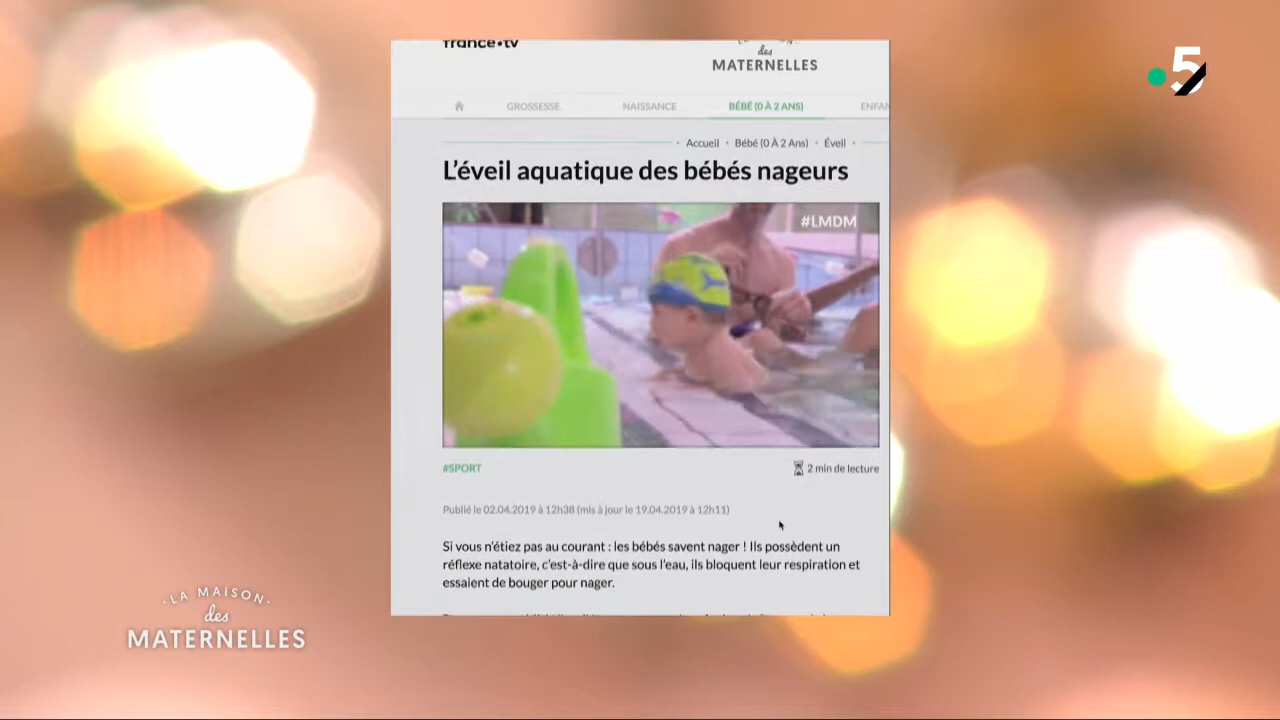 france•tv
des
MATERNELLES
5
GROSSESSE
NAISSANCE
BÉBÉ (0 À 2 ANS)
ENFAN
· Accueil · Bébé (0 À 2 Ans) · Éveil ·
L'éveil aquatique des bébés nageurs
#LMDM
#SPORT
2 min de lecture
Publié le 02.04.2019 à 12h38 (mis à jour le 19.04.2019 à 12h11)
Si vous n'étiez pas au courant : les bébés savent nager ! Ils possèdent un
réflexe natatoire, c'est-à-dire que sous l'eau, ils bloquent leur respiration et
essaient de bouger pour nager.
·LA MAISON·
des
MATERNELLES